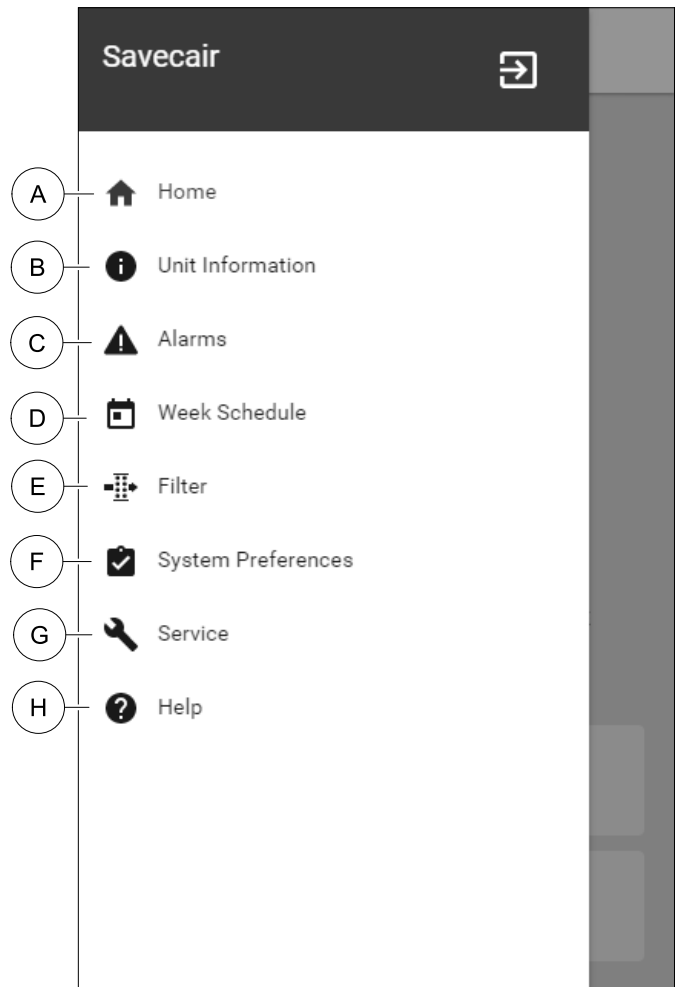 Savecair
A Home
B Unit Information
C Alarms
D Week Schedule
E Filter
F System Preferences
G Service
H Help